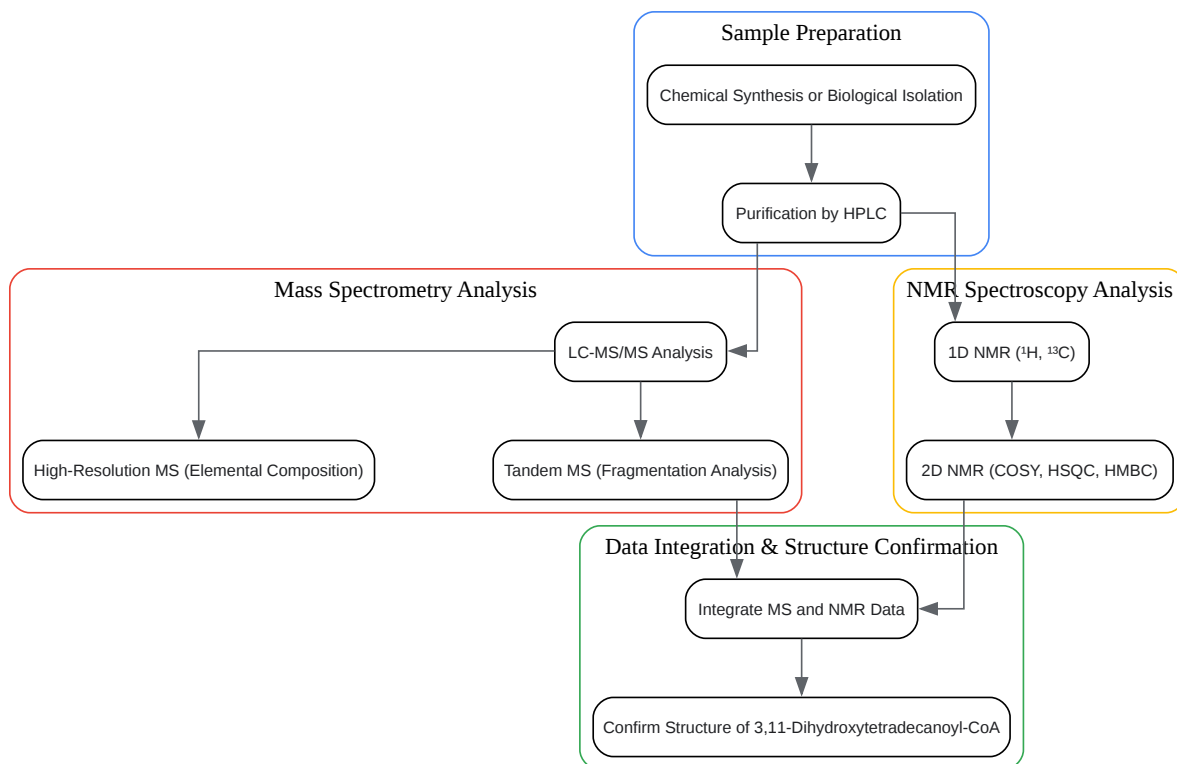 Sample Preparation
Chemical Synthesis or Biological Isolation
Purification by HPLC
Mass Spectrometry Analysis
NMR Spectroscopy Analysis
LC-MS/MS Analysis
1D NMR (¹H, ¹³C)
High-Resolution MS (Elemental Composition)
Tandem MS (Fragmentation Analysis)
2D NMR (COSY, HSQC, HMBC)
Data Integration & Structure Confirmation
Integrate MS and NMR Data
Confirm Structure of 3,11-Dihydroxytetradecanoyl-CoA